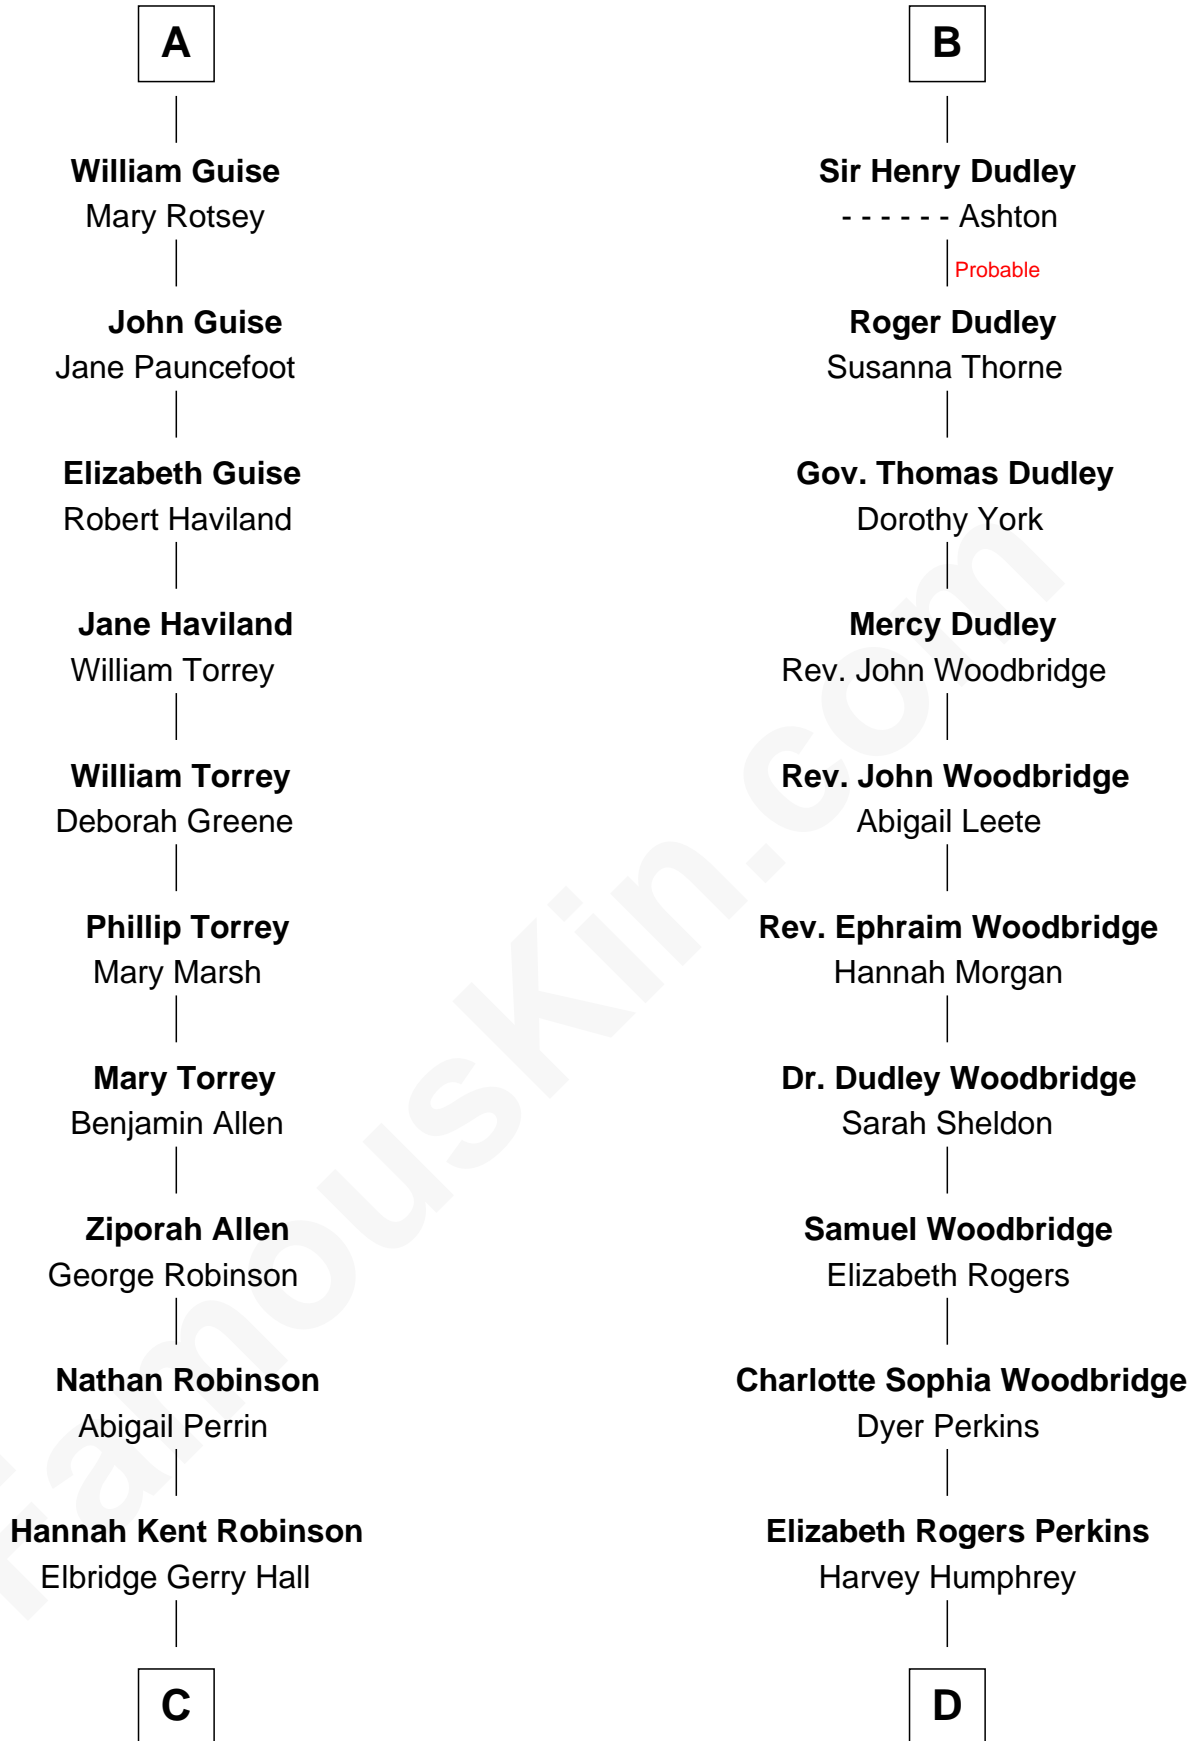 A
William Guise
Mary Rotsey
John Guise
Jane Pauncefoot
Elizabeth Guise
Robert Haviland
Jane Haviland
William Torrey
William Torrey
Deborah Greene
Phillip Torrey
Mary Marsh
Mary Torrey
Benjamin Allen
Ziporah Allen
George Robinson
Nathan Robinson
Abigail Perrin
Hannah Kent Robinson
Elbridge Gerry Hall
C
B
Sir Henry Dudley
- - - - - - Ashton
Probable
Roger Dudley
Susanna Thorne
Gov. Thomas Dudley
Dorothy York
Mercy Dudley
Rev. John Woodbridge
Rev. John Woodbridge
Abigail Leete
Rev. Ephraim Woodbridge
Hannah Morgan
Dr. Dudley Woodbridge
Sarah Sheldon
Samuel Woodbridge
Elizabeth Rogers
Charlotte Sophia Woodbridge
Dyer Perkins
Elizabeth Rogers Perkins
Harvey Humphrey
D
FamousKin.com